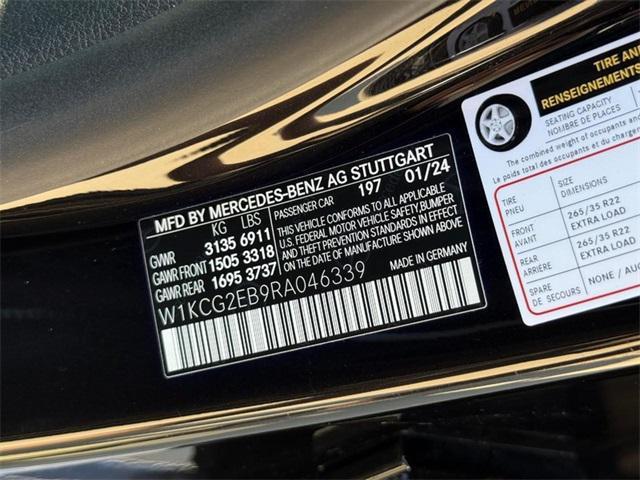 MFD BY MERCEDES-BENZ AG STUTTGART
KG LBS
GVWR 3135 6911
GAWR FRONT 1505 3318
GAWR REAR 1695 3737
PASSENGER CAR 197 01/24
THIS VEHICLE CONFORMS TO ALL APPLICABLE
U.S. FEDERAL MOTOR VEHICLE SAFETY, BUMPER
AND THEFT PREVENTION STANDARDS IN EFFECT
ON THE DATE OF MANUFACTURE SHOWN ABOVE.
W1KCG2EB9RA046339
MADE IN GERMANY
TIRE AND
RENSEIGNEMENTS
SEATING CAPACITY
NOMBRE DE PLACES
The combined weight of occupants and
Le poids total des occupants et
TIRE SIZE
PNEU DIMENSIONS
FRONT 265/35 R22
AVANT EXTRA LOAD
REAR 265/35 R22
ARRIÈRE EXTRA LOAD
SPARE NONE /
DE SECOURS